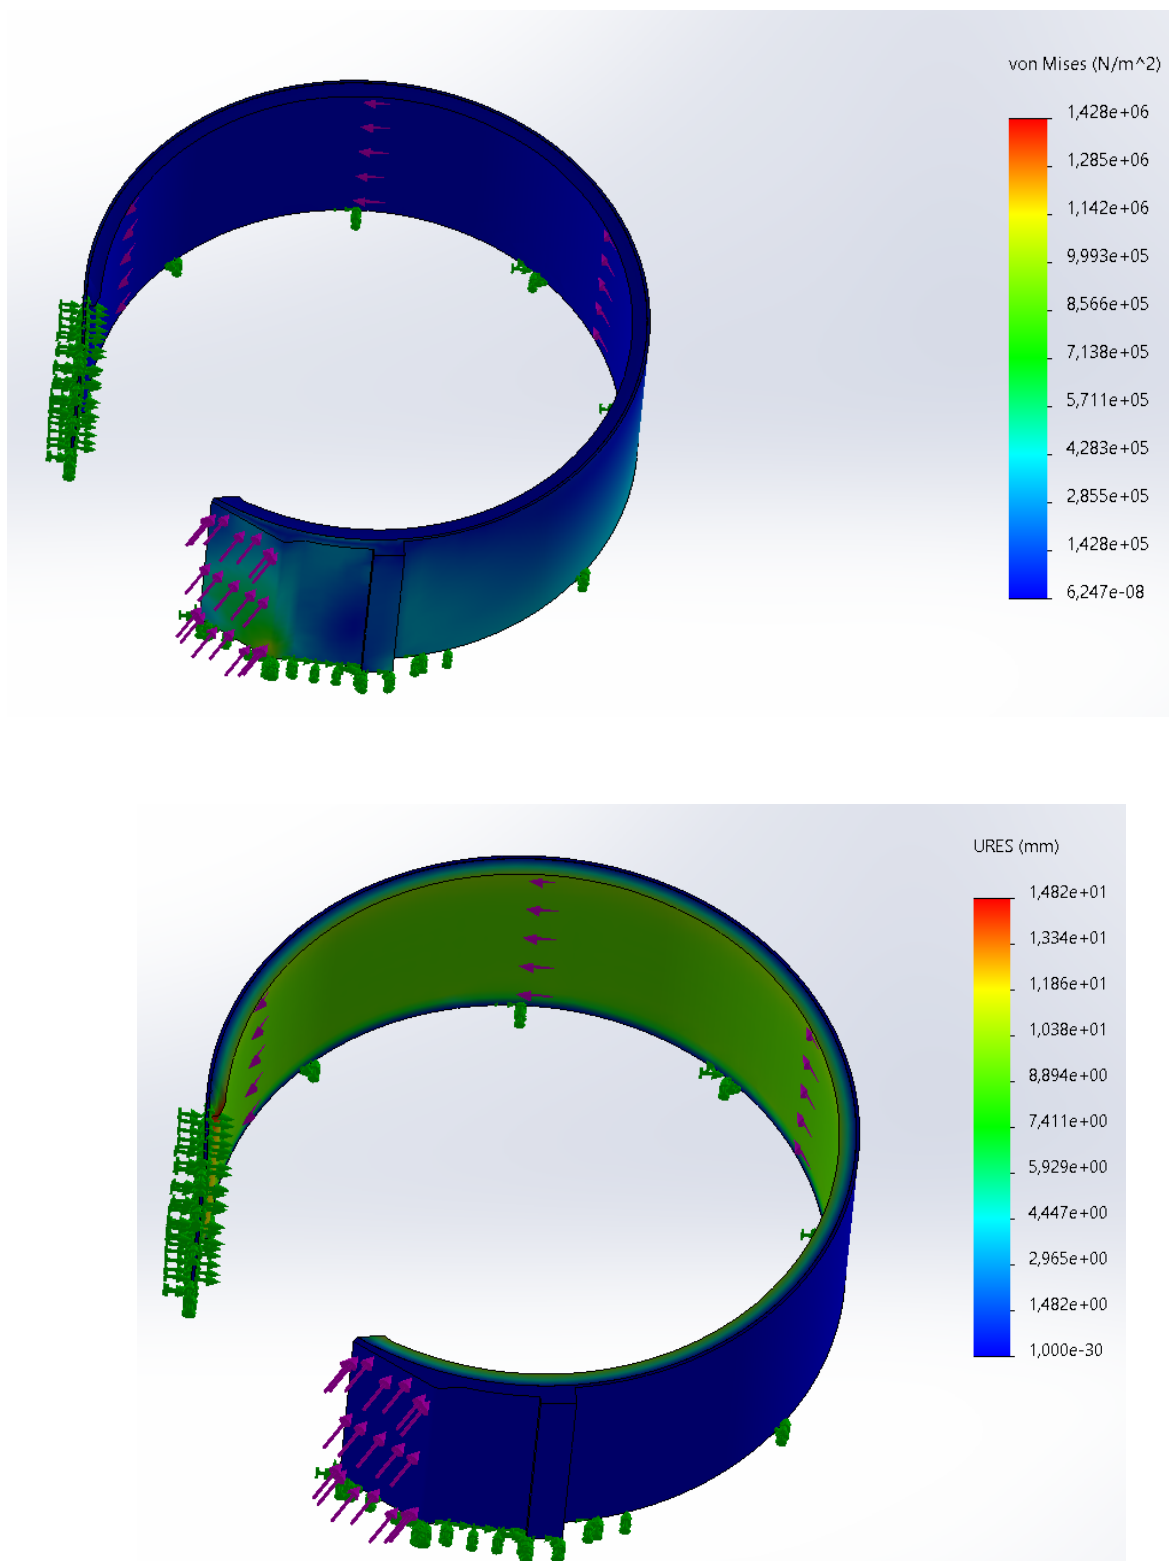 von Mises (N/m^2)
1,428e+06
1,285e+06
1,142e+06
9,993e+05
8,566e+05
7,138e+05
5,711e+05
4,283e+05
2,855e+05
1,428e+05
6,247e-08
URES (mm)
1,482e+01
1,334e+01
1,186e+01
1,038e+01
8,894e+00
7,411e+00
5,929e+00
4,447e+00
2,965e+00
1,482e+00
1,000e-30